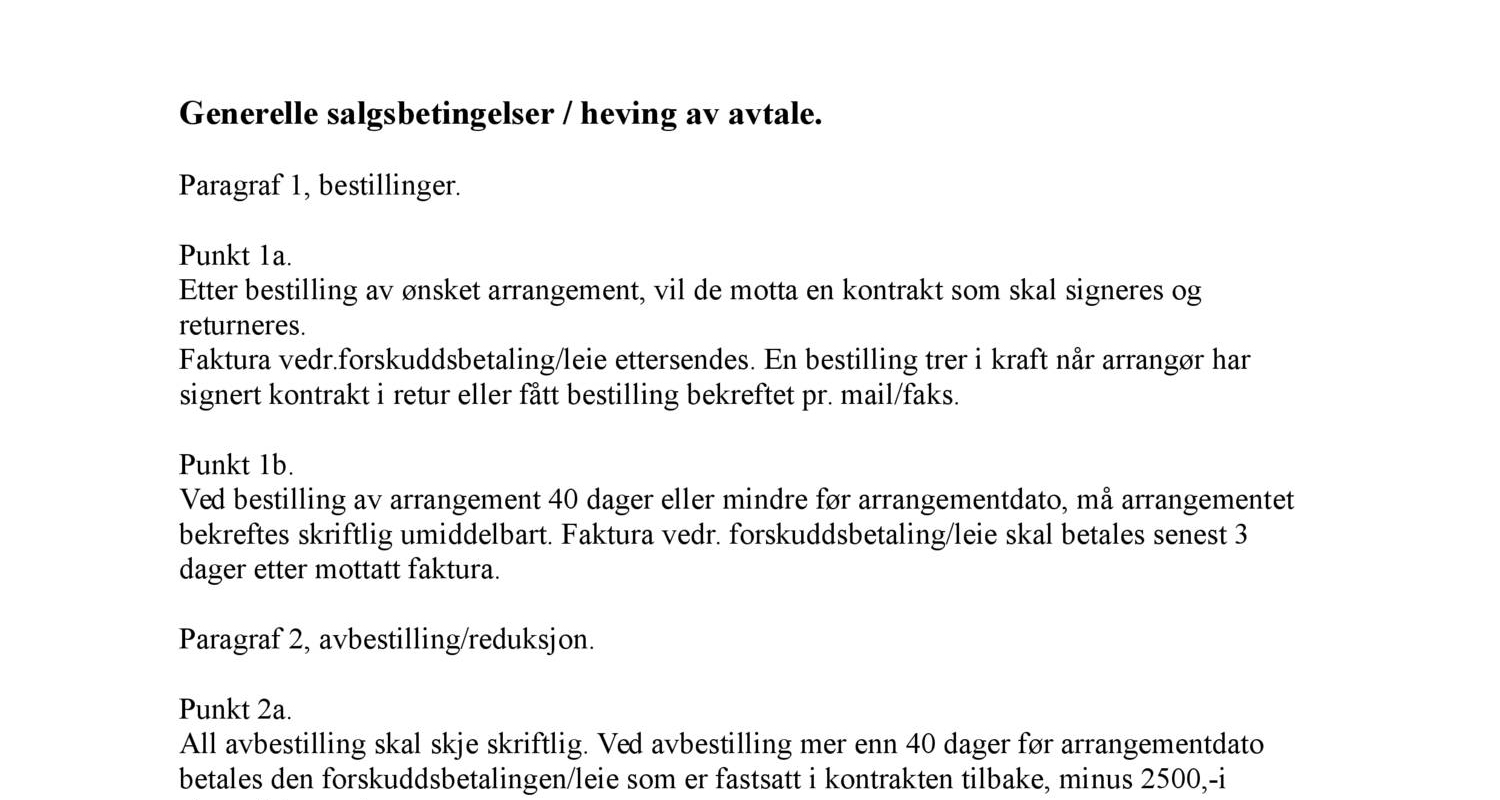 Generelle salgsbetingelser / heving av avtale.
Paragraf 1, bestillinger.
Punkt 1a.
Etter bestilling av ønsket arrangement, vil de motta en kontrakt som skal signeres og
returneres.
Faktura vedr.forskuddsbetaling/leie ettersendes. En bestilling trer i kraft når arrangør har
signert kontrakt i retur eller fått bestilling bekreftet pr. mail/faks.
Punkt 1b.
Ved bestilling av arrangement 40 dager eller mindre før arrangementdato, må arrangementet
bekreftes skriftlig umiddelbart. Faktura vedr. forskuddsbetaling/leie skal betales senest 3
dager etter mottatt faktura.
Paragraf 2, avbestilling/reduksjon.
Punkt 2a.
All avbestilling skal skje skriftlig. Ved avbestilling mer enn 40 dager før arrangementdato
betales den forskuddsbetalingen/leie som er fastsatt i kontrakten tilbake, minus 2500,-i